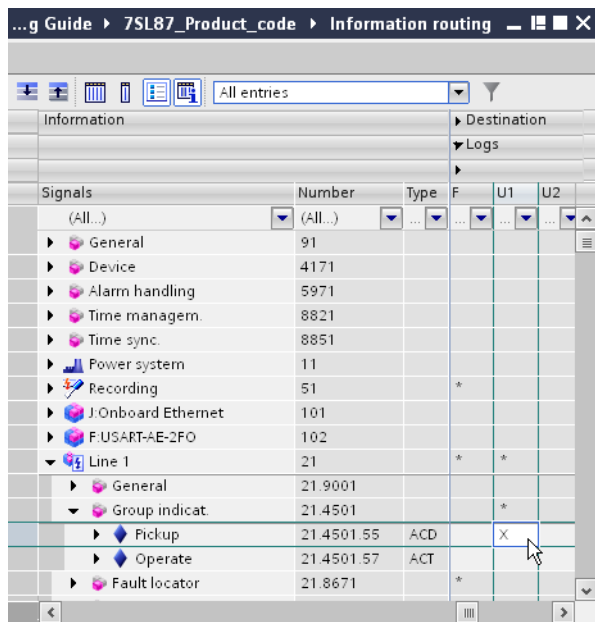 ...g Guide ▸ 7SL87_Product_code ▸ Information routing
All entries
Information Destination
Logs
Signals Number Type F U1 U2
(All...) (All...) ... ... ... ...
General 91
Device 4171
Alarm handling 5971
Time managem. 8821
Time sync. 8851
Power system 11
Recording 51 *
J:Onboard Ethernet 101
F:USART-AE-2FO 102
Line 1 21 * *
General 21.9001
Group indicat. 21.4501 *
Pickup 21.4501.55 ACD X
Operate 21.4501.57 ACT
Fault locator 21.8671 *